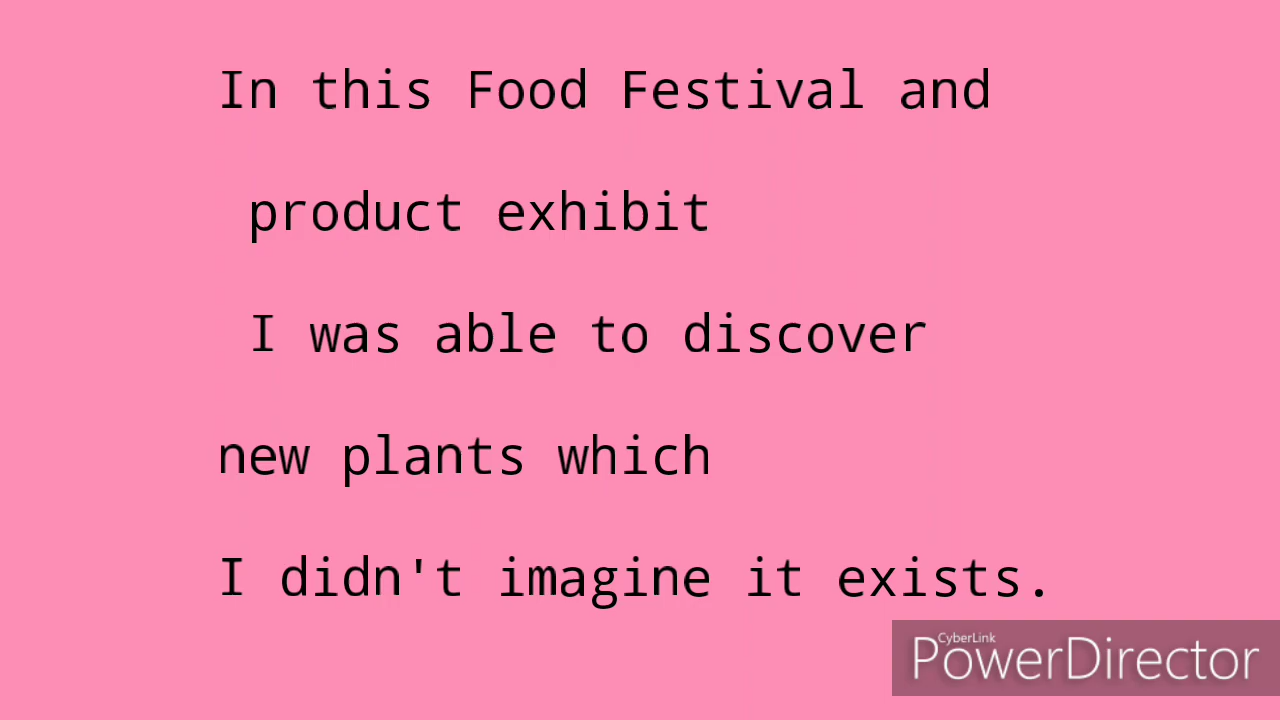 In this Food Festival and
product exhibit
I was able to discover
new plants which
I didn't imagine it exists.
CyberLink
PowerDirector